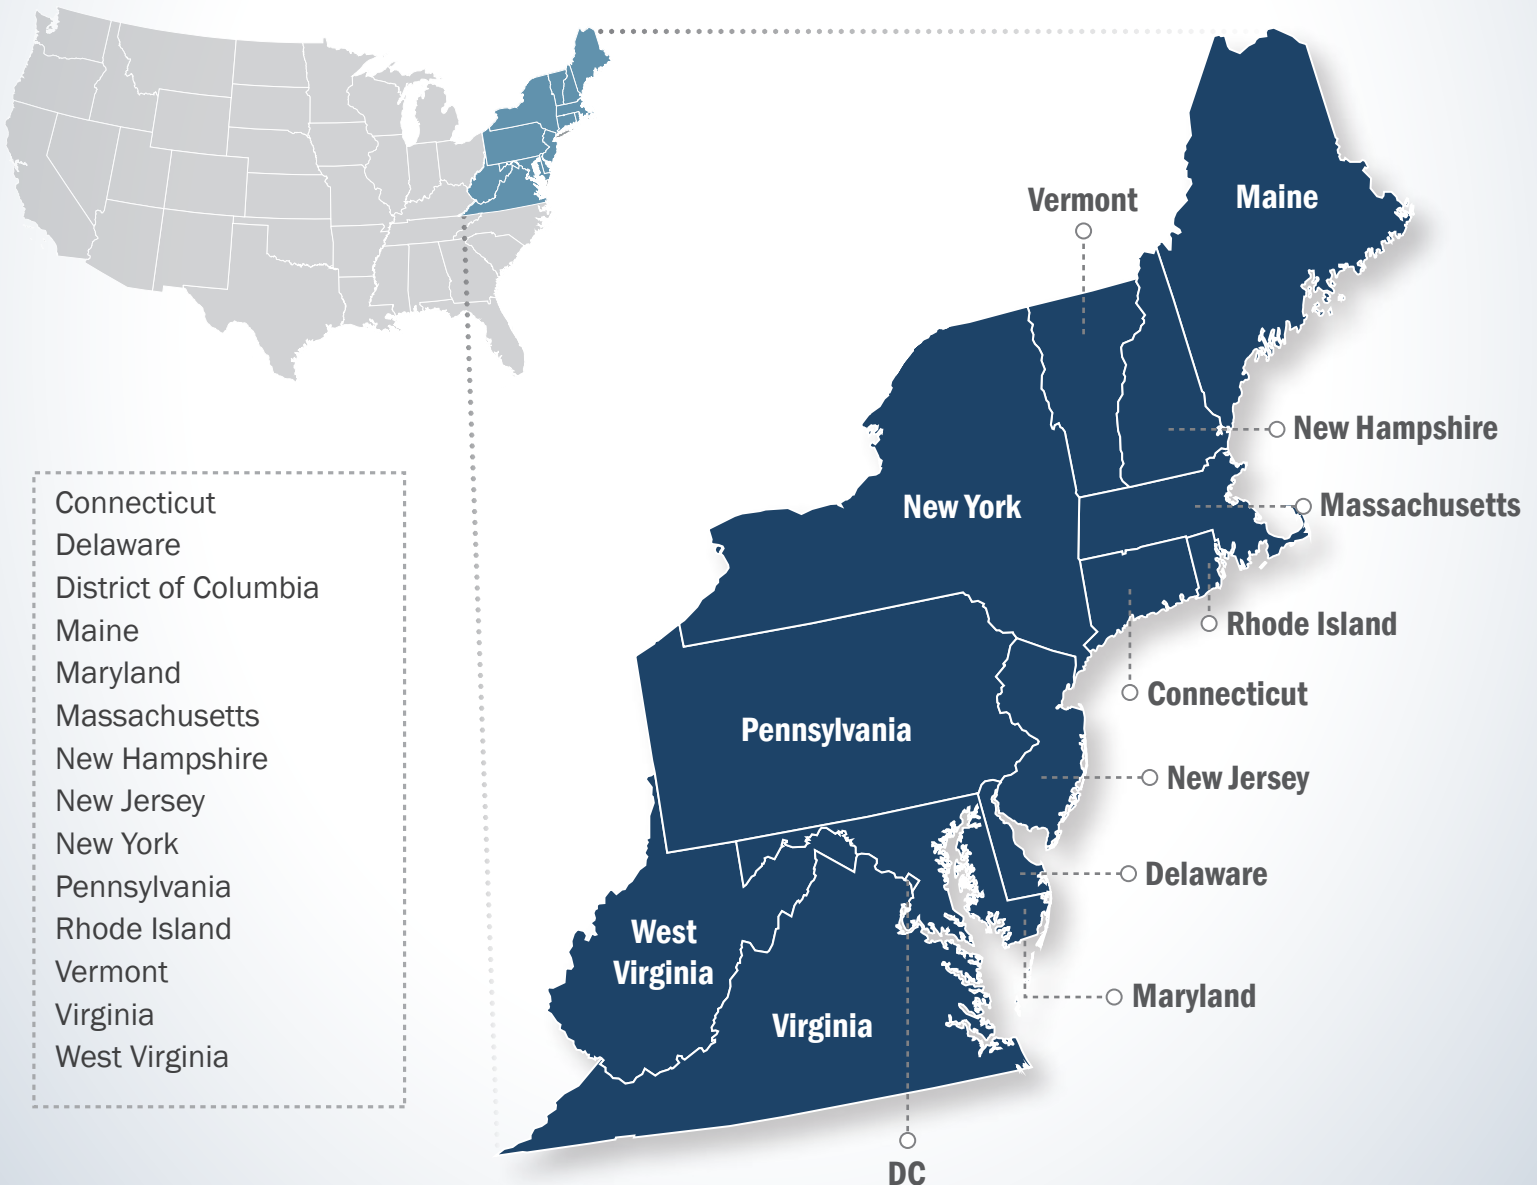 Vermont
Maine
New Hampshire
New York
Massachusetts
Rhode Island
Connecticut
Pennsylvania
New Jersey
Delaware
West
Virginia
Maryland
Virginia
DC
Connecticut
Delaware
District of Columbia
Maine
Maryland
Massachusetts
New Hampshire
New Jersey
New York
Pennsylvania
Rhode Island
Vermont
Virginia
West Virginia